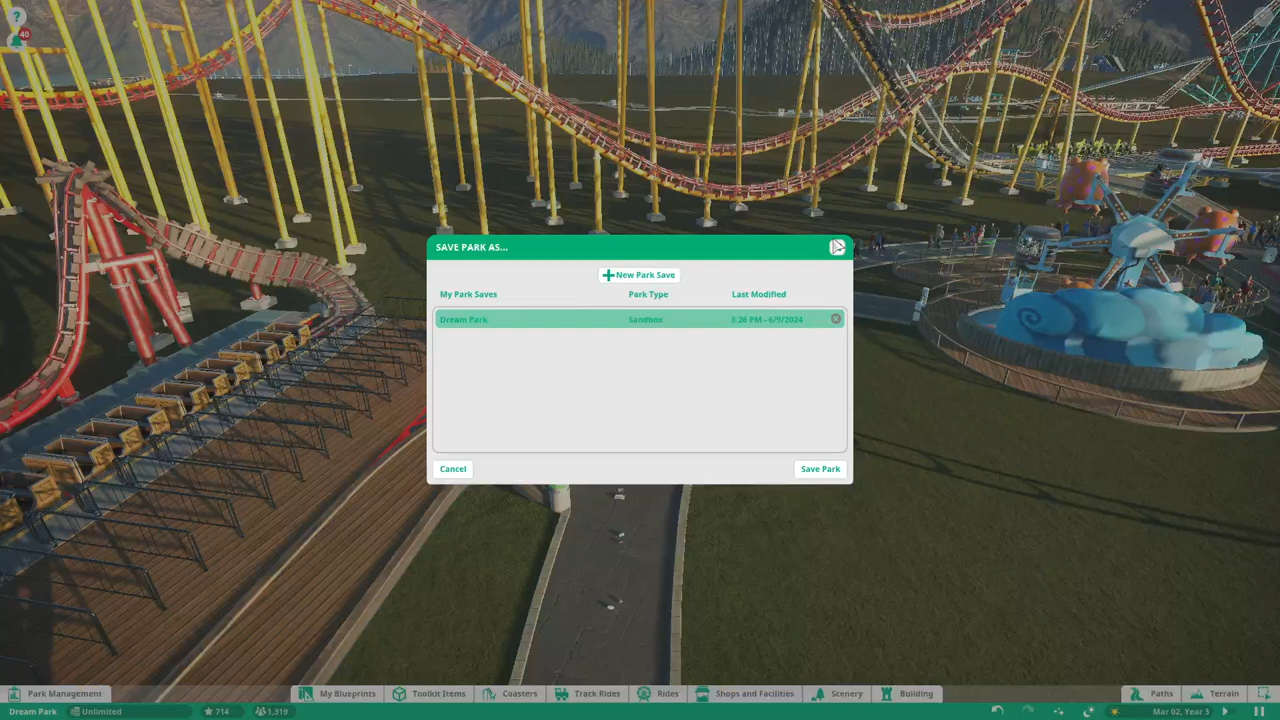 ?
40
SAVE PARK AS...
New Park Save
My Park Saves Park Type Last Modified
Dream Park Sandbox 5:26 PM - 6/9/2024
Cancel Save Park
Park Management My Blueprints Toolkit Items Coasters Track Rides Rides Shops and Facilities Scenery Building Paths Terrain
Dream Park Unlimited 714 1,319 Mar 02, Year 3